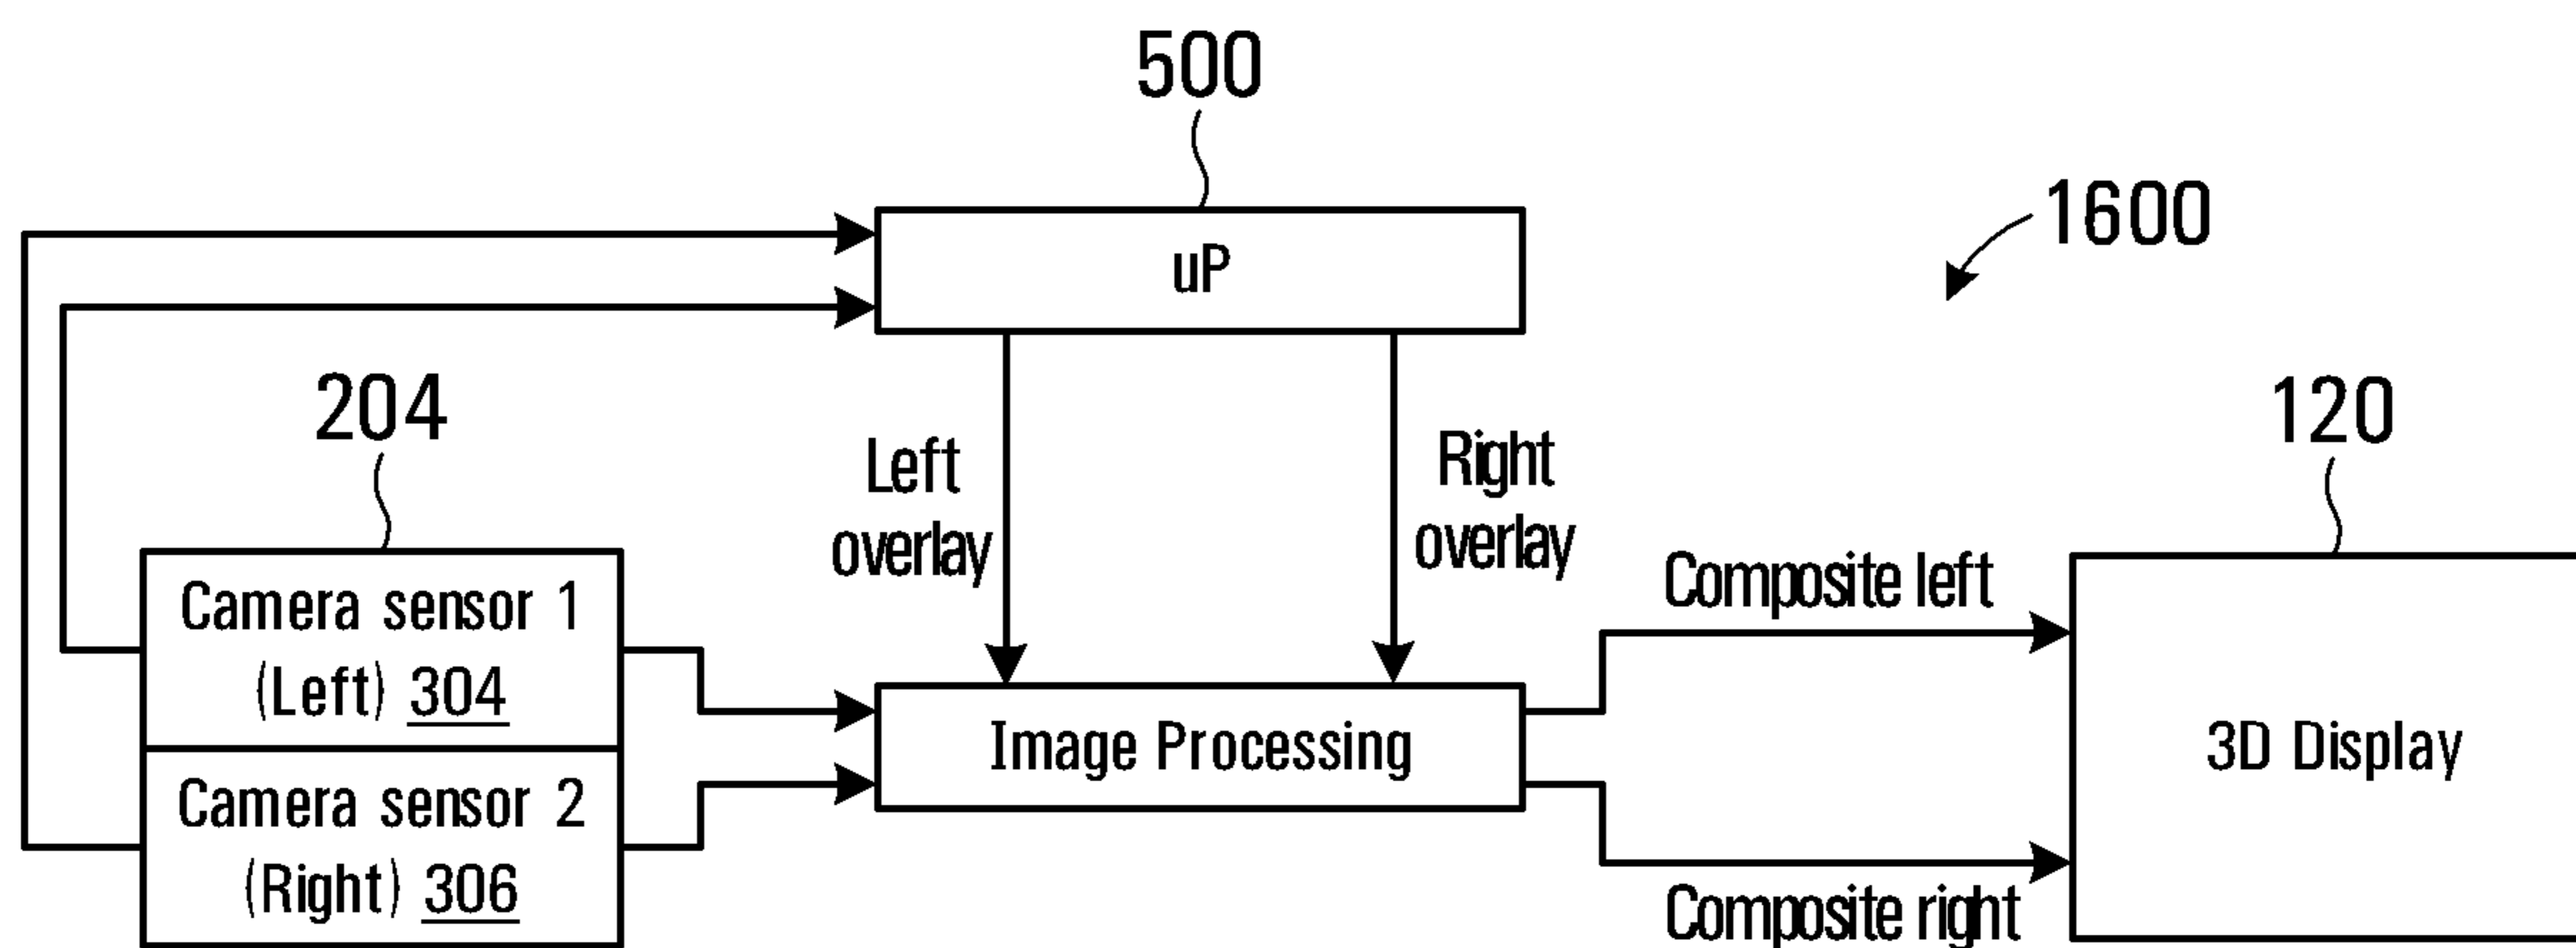 500
uP
1600
204
Left
overlay
Right
overlay
120
Camera sensor 1
(Left) 304
Camera sensor 2
(Right) 306
Image Processing
Composite left
Composite right
3D Display